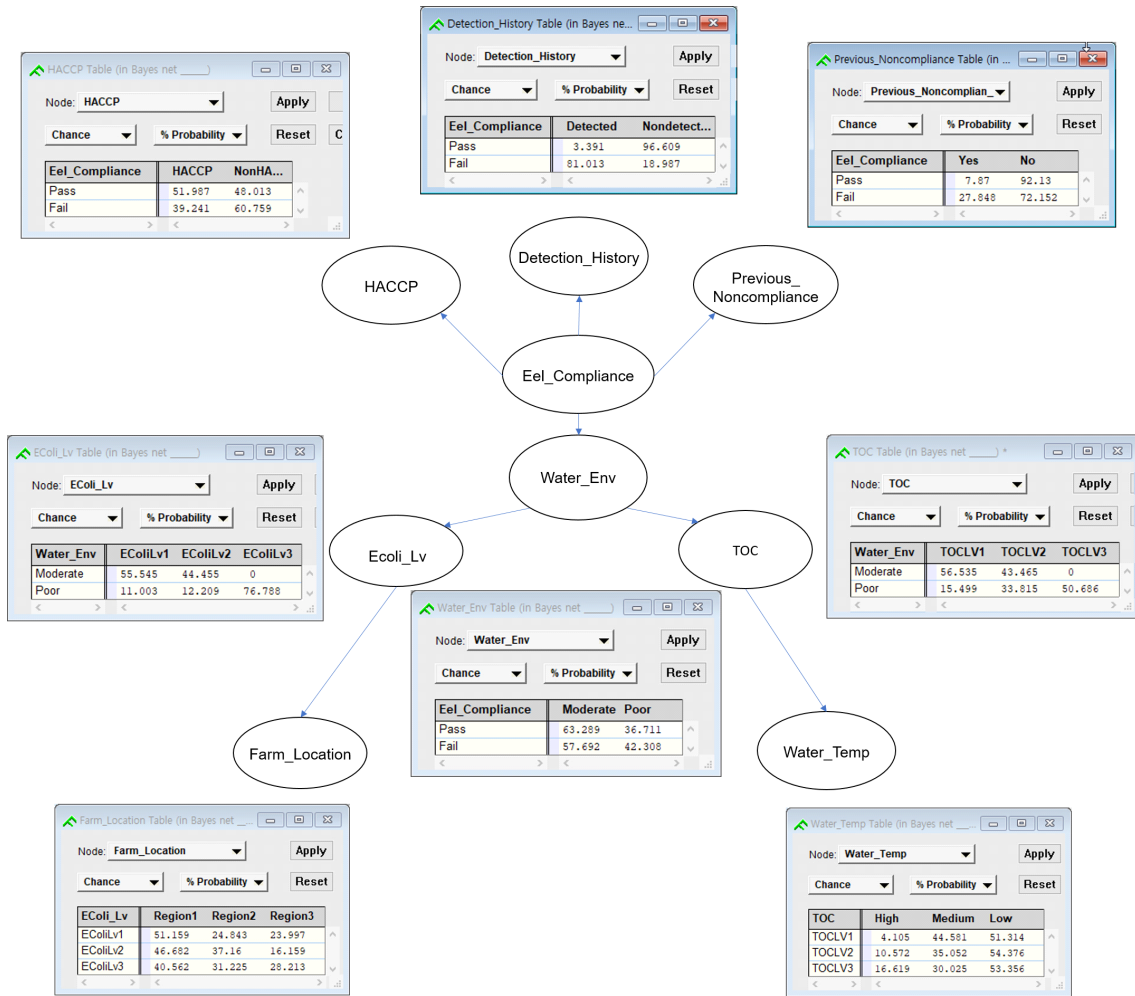 Detection_History Table (in Bayes ne...
Node: Detection_History Apply
Chance % Probability Reset
Eel_Compliance Detected Nondetect...
Pass 3.391 96.609
Fail 81.013 18.987
HACCP Table (in Bayes net _____)
Node: HACCP Apply
Chance % Probability Reset C
Eel_Compliance HACCP NonHA...
Pass 51.987 48.013
Fail 39.241 60.759
Previous_Noncompliance Table (in ...
Node: Previous_Noncomplian_ Apply
Chance % Probability Reset
Eel_Compliance Yes No
Pass 7.87 92.13
Fail 27.848 72.152
HACCP
Detection_History
Previous_
Noncompliance
Eel_Compliance
Water_Env
Ecoli_Lv
TOC
EColi_Lv Table (in Bayes net _____)
Node: EColi_Lv Apply
Chance % Probability Reset
Water_Env EColiLv1 EColiLv2 EColiLv3
Moderate 55.545 44.455 0
Poor 11.003 12.209 76.788
TOC Table (in Bayes net _____) *
Node: TOC Apply
Chance % Probability Reset
Water_Env TOCLV1 TOCLV2 TOCLV3
Moderate 56.535 43.465 0
Poor 15.499 33.815 50.686
Water_Env Table (in Bayes net _____)
Node: Water_Env Apply
Chance % Probability Reset
Eel_Compliance Moderate Poor
Pass 63.289 36.711
Fail 57.692 42.308
Farm_Location
Water_Temp
Farm_Location Table (in Bayes net __...
Node: Farm_Location Apply
Chance % Probability Reset
EColi_Lv Region1 Region2 Region3
EColiLv1 51.159 24.843 23.997
EColiLv2 46.682 37.16 16.159
EColiLv3 40.562 31.225 28.213
Water_Temp Table (in Bayes net ___...
Node: Water_Temp Apply
Chance % Probability Reset
TOC High Medium Low
TOCLV1 4.105 44.581 51.314
TOCLV2 10.572 35.052 54.376
TOCLV3 16.619 30.025 53.356